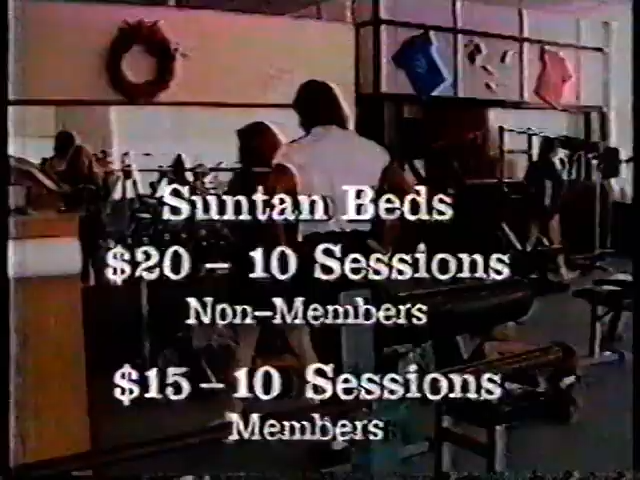 Suntan Beds
$20 – 10 Sessions
Non–Members
$15 – 10 Sessions
Members